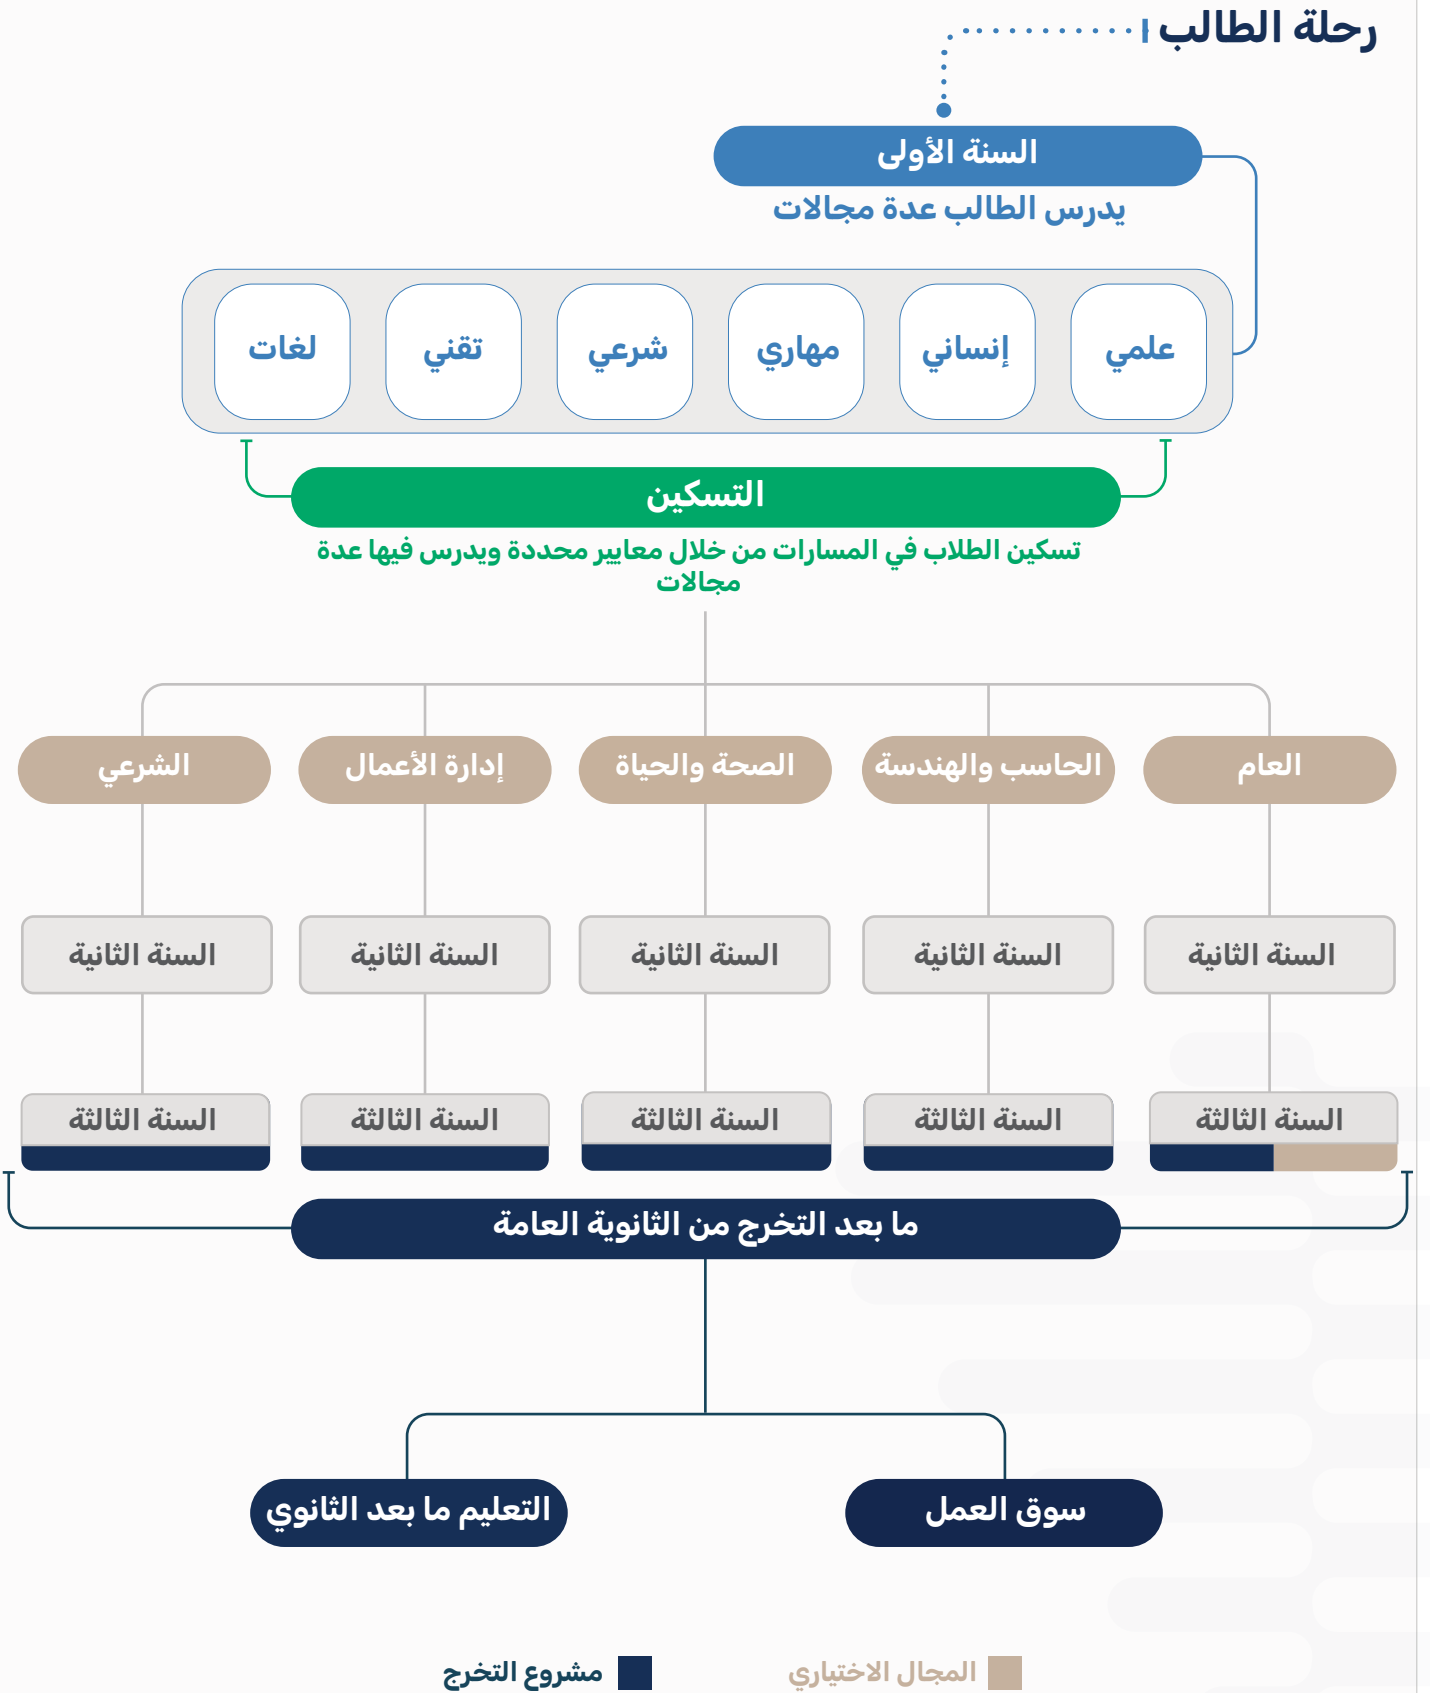 رحلة الطالب
السنة الأولى
يدرس الطالب عدة مجالات
علمي
إنساني
مهاري
شرعي
تقني
لغات
التسكين
تسكين الطلاب في المسارات من خلال معايير محددة ويدرس فيها عدة
مجالات
العام
الحاسب والهندسة
الصحة والحياة
إدارة الأعمال
الشرعي
السنة الثانية
السنة الثانية
السنة الثانية
السنة الثانية
السنة الثانية
السنة الثالثة
السنة الثالثة
السنة الثالثة
السنة الثالثة
السنة الثالثة
ما بعد التخرج من الثانوية العامة
سوق العمل
التعليم ما بعد الثانوي
المجال الاختياري
مشروع التخرج